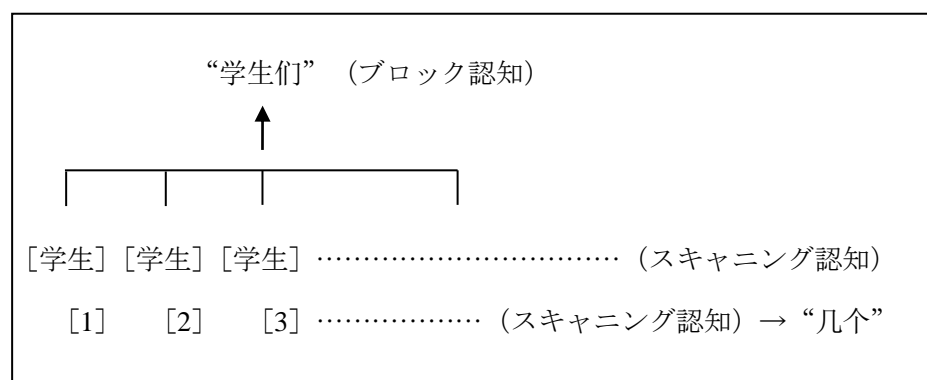 “学生们”（ブロック認知）
［学生］［学生］［学生］………………………………（スキャニング認知）
［1］ ［2］ ［3］………………（スキャニング認知）→“几个”